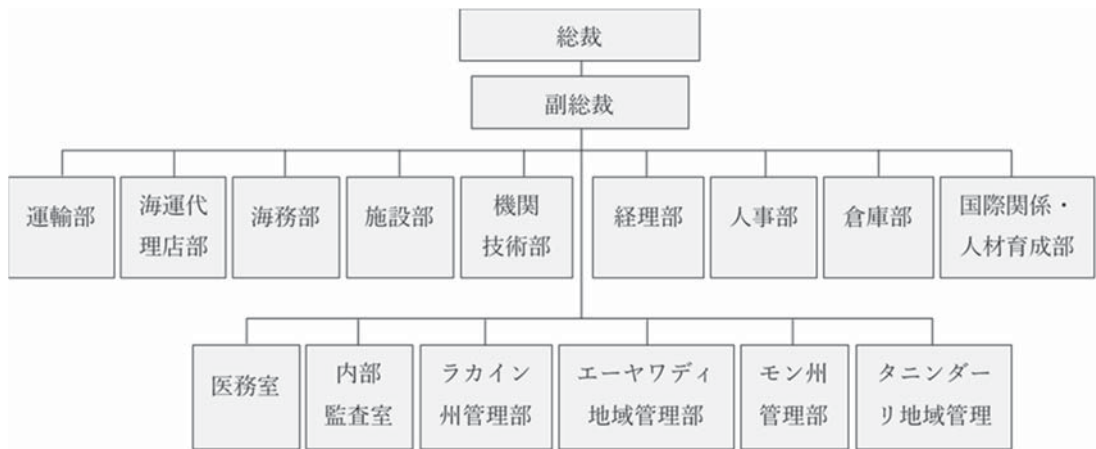 総裁
副総裁
運輸部
海運代
理店部
海務部
施設部
機関
技術部
経理部
人事部
倉庫部
国際関係・
人材育成部
医務室
内部
監査室
ラカイン
州管理部
エーヤワディ
地域管理部
モン州
管理部
タニンダー
リ地域管理